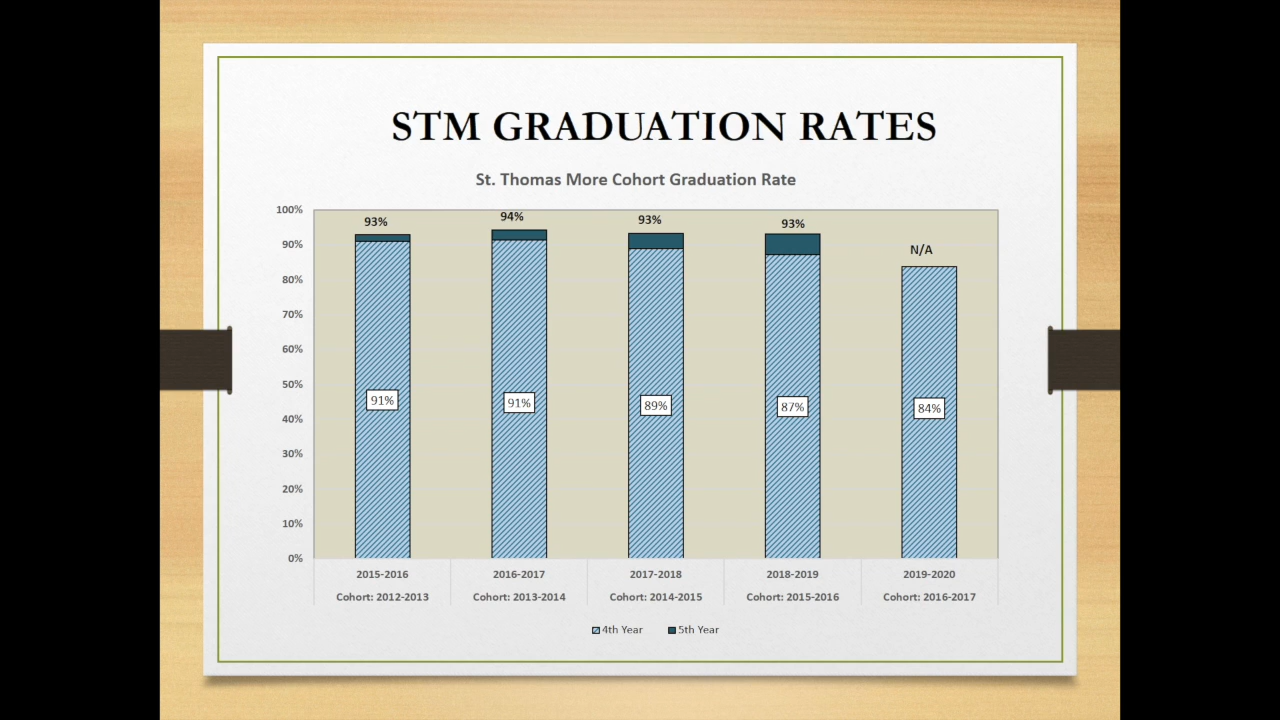 STM GRADUATION RATES
St. Thomas More Cohort Graduation Rate
100%
90%
80%
70%
60%
50%
40%
30%
20%
10%
0%
93%
94%
93%
93%
N/A
91%
91%
89%
87%
84%
2015-2016
2016-2017
2017-2018
2018-2019
2019-2020
Cohort: 2012-2013
Cohort: 2013-2014
Cohort: 2014-2015
Cohort: 2015-2016
Cohort: 2016-2017
4th Year
5th Year